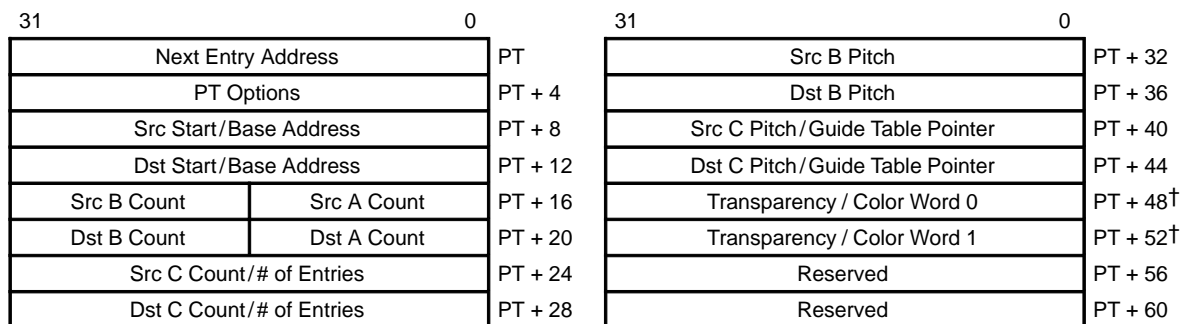 31 0
Next Entry Address PT
PT Options PT + 4
Src Start/Base Address PT + 8
Dst Start/Base Address PT + 12
Src B Count Src A Count PT + 16
Dst B Count Dst A Count PT + 20
Src C Count/# of Entries PT + 24
Dst C Count/# of Entries PT + 28
31 0
Src B Pitch PT + 32
Dst B Pitch PT + 36
Src C Pitch/Guide Table Pointer PT + 40
Dst C Pitch/Guide Table Pointer PT + 44
Transparency / Color Word 0 PT + 48†
Transparency / Color Word 1 PT + 52†
Reserved PT + 56
Reserved PT + 60